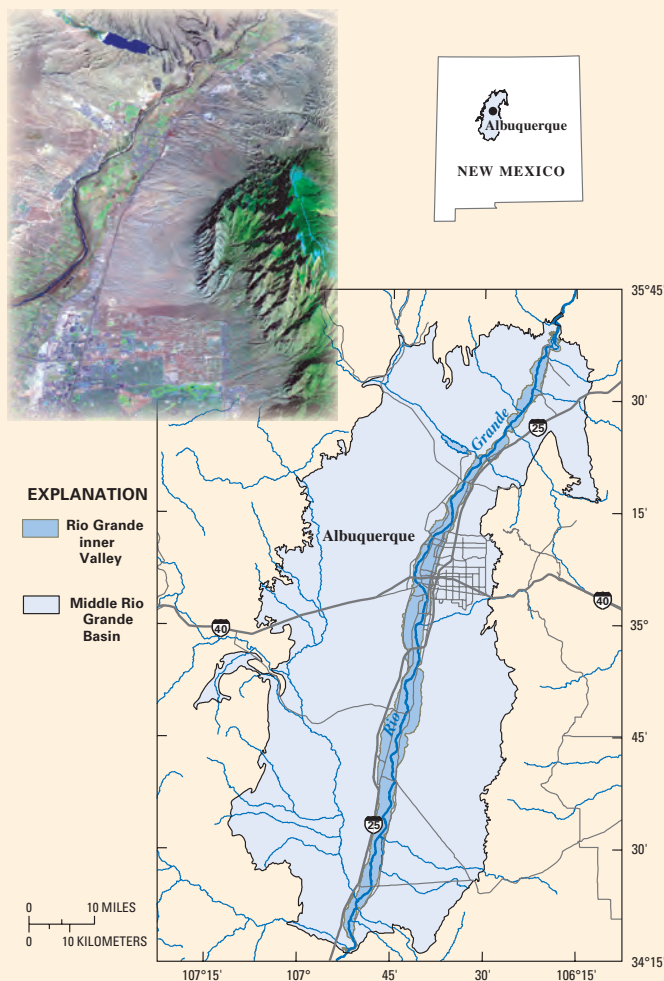 Albuquerque
NEW MEXICO
35°45
30'
15'
35°
45'
30'
34°15
Grande
25
Albuquerque
40
40
Rio
25
EXPLANATION
Rio Grande
inner
Valley
Middle Rio
Grande
Basin
0 10 MILES
0 10 KILOMETERS
107°15'
107°
45'
30'
106°15'